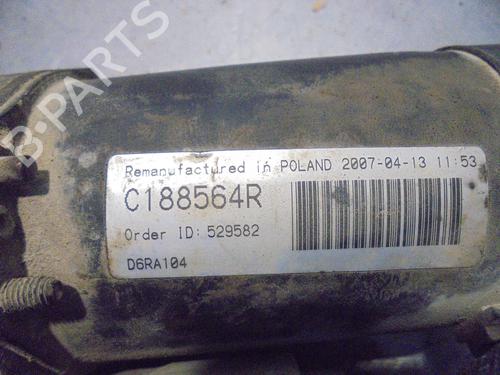 B-PARTS
Remanufactured in POLAND 2007-04-13 11:53
C188564R
Order ID: 529582
D6RA104